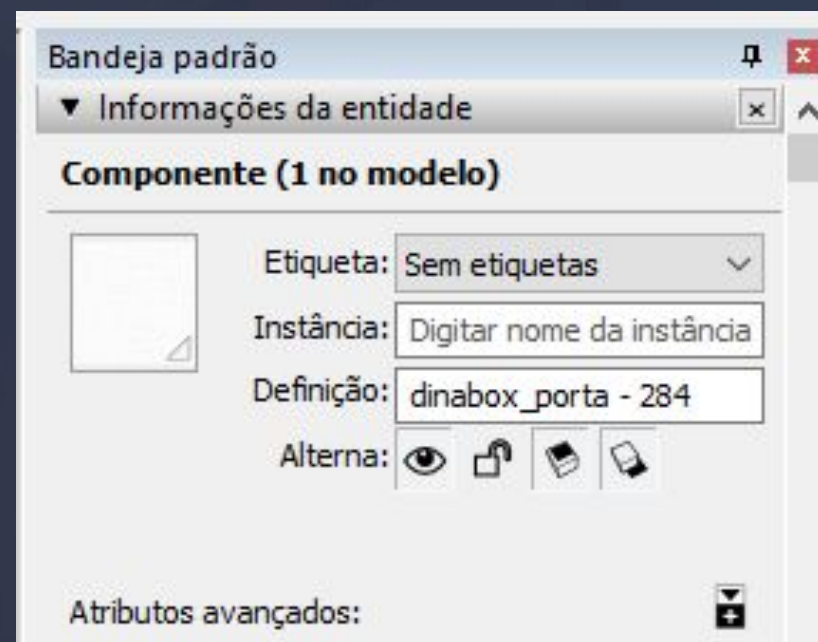 Bandeja padrão
Informações da entidade
Componente (1 no modelo)
Etiqueta: Sem etiquetas
Instância: Digitar nome da instância
Definição: dinabox_porta - 284
Alterna:
Atributos avançados: